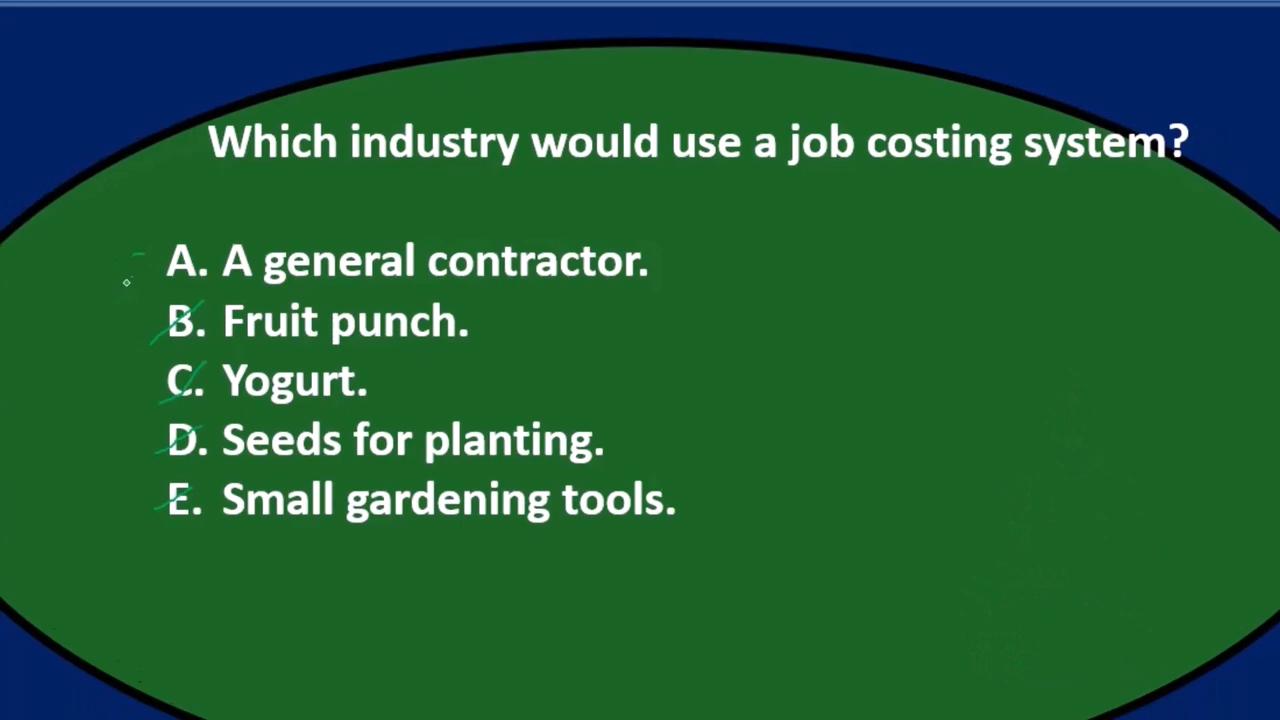 Which industry would use a job costing system?
A. A general contractor.
B. Fruit punch.
C. Yogurt.
D. Seeds for planting.
E. Small gardening tools.